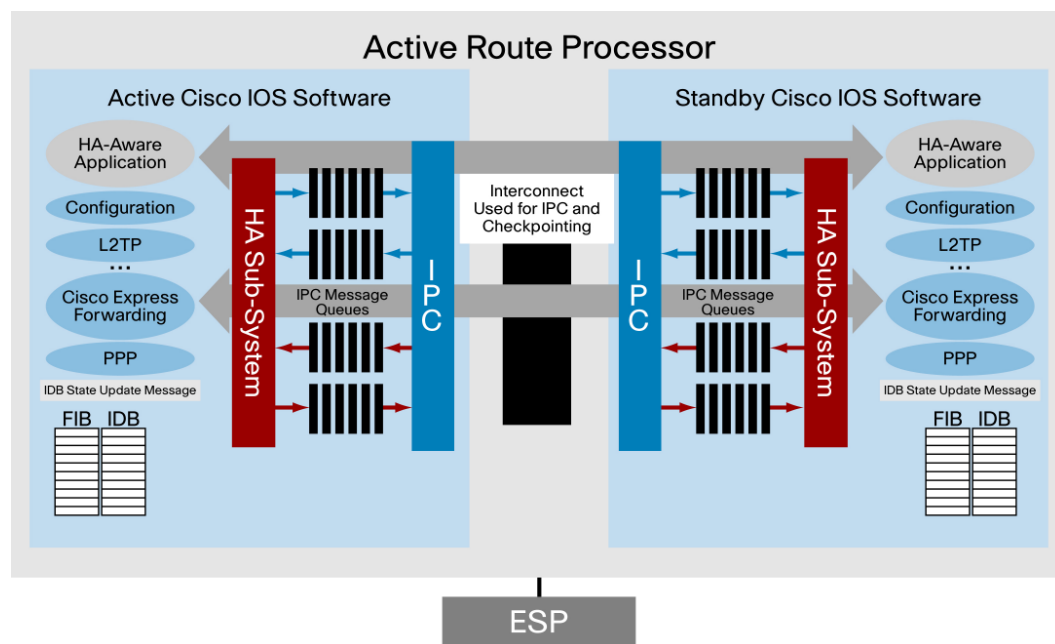 Active Route Processor
Active Cisco IOS Software
HA-Aware
Application
Configuration
L2TP
...
Cisco Express
Forwarding
PPP
IDB State Update Message
FIB IDB
HA Sub-System
IPC Message
Queues
IPC
Interconnect
Used for IPC and
Checkpointing
Standby Cisco IOS Software
IPC
IPC Message
Queues
HA Sub-System
HA-Aware
Application
Configuration
L2TP
...
Cisco Express
Forwarding
PPP
IDB State Update Message
FIB IDB
ESP